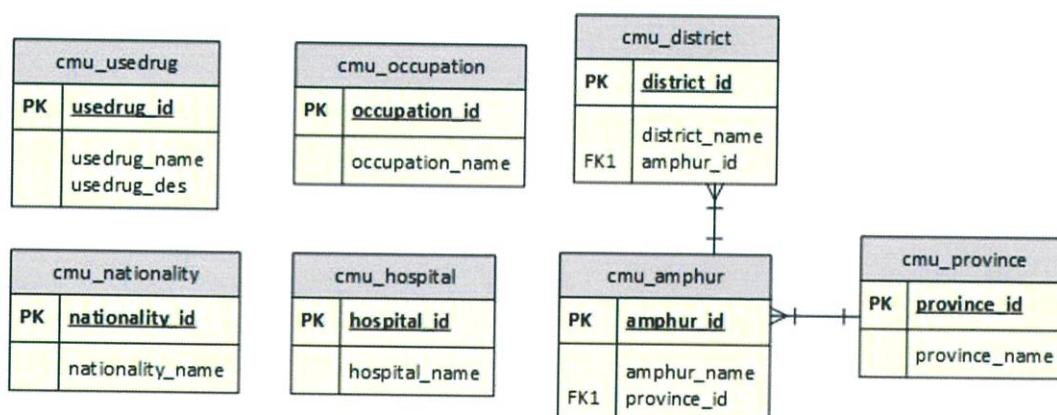 cmu_usedrug
PK usedrug_id
usedrug_name
usedrug_des
cmu_occupation
PK occupation_id
occupation_name
cmu_district
PK district_id
district_name
FK1 amphur_id
cmu_nationality
PK nationality_id
nationality_name
cmu_hospital
PK hospital_id
hospital_name
cmu_amphur
PK amphur_id
amphur_name
FK1 province_id
cmu_province
PK province_id
province_name